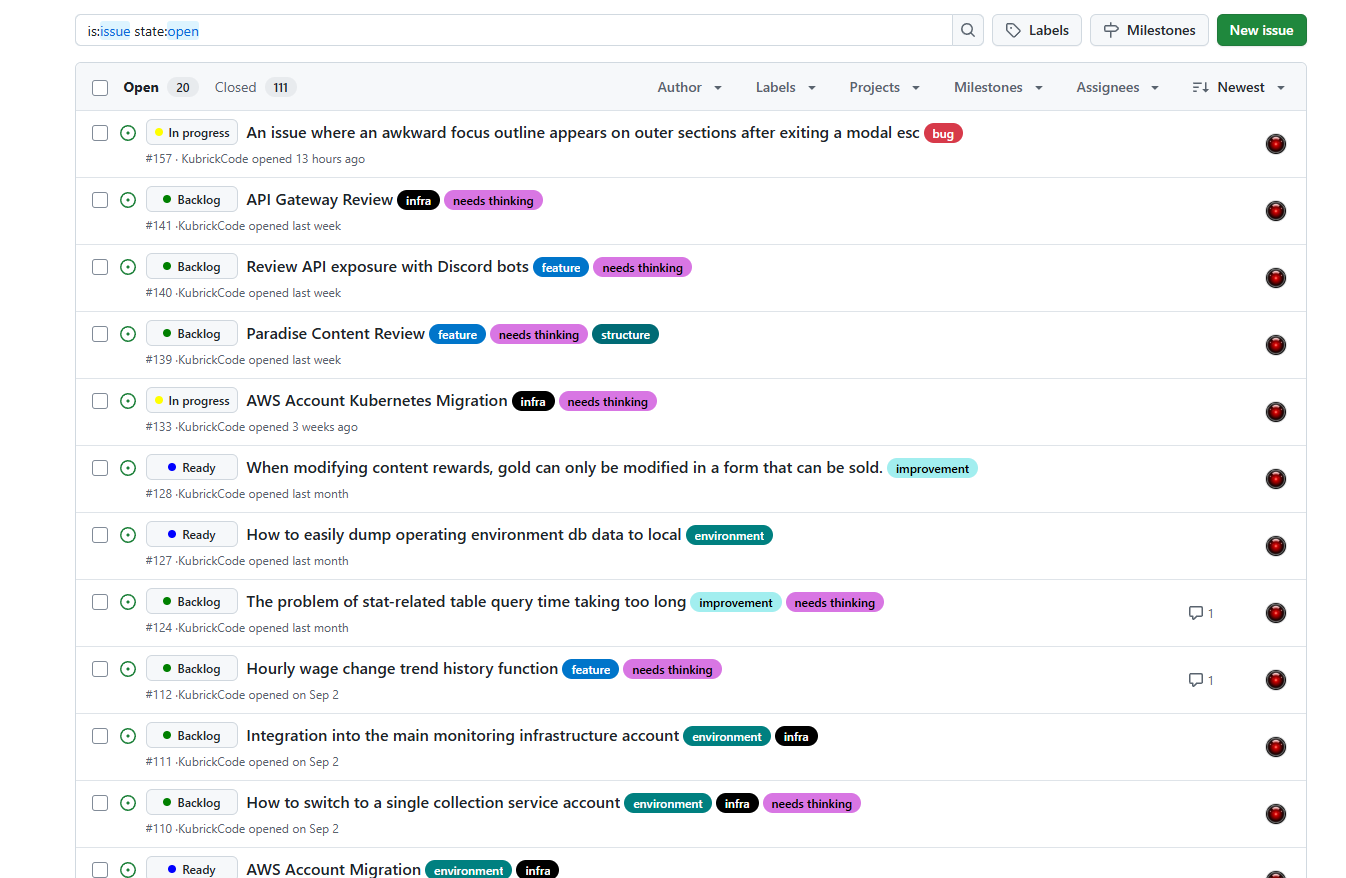 is:issue state:open Labels Milestones New issue
Open 20 Closed 111 Author Labels Projects Milestones Assignees Newest
In progress An issue where an awkward focus outline appears on outer sections after exiting a modal esc bug
#157 · KubrickCode opened 13 hours ago
Backlog API Gateway Review infra needs thinking
#141 ·KubrickCode opened last week
Backlog Review API exposure with Discord bots feature needs thinking
#140 ·KubrickCode opened last week
Backlog Paradise Content Review feature needs thinking structure
#139 ·KubrickCode opened last week
In progress AWS Account Kubernetes Migration infra needs thinking
#133 ·KubrickCode opened 3 weeks ago
Ready When modifying content rewards, gold can only be modified in a form that can be sold. improvement
#128 ·KubrickCode opened last month
Ready How to easily dump operating environment db data to local environment
#127 ·KubrickCode opened last month
Backlog The problem of stat-related table query time taking too long improvement needs thinking 1
#124 ·KubrickCode opened last month
Backlog Hourly wage change trend history function feature needs thinking 1
#112 ·KubrickCode opened on Sep 2
Backlog Integration into the main monitoring infrastructure account environment infra
#111 ·KubrickCode opened on Sep 2
Backlog How to switch to a single collection service account environment infra needs thinking
#110 ·KubrickCode opened on Sep 2
Ready AWS Account Migration environment infra